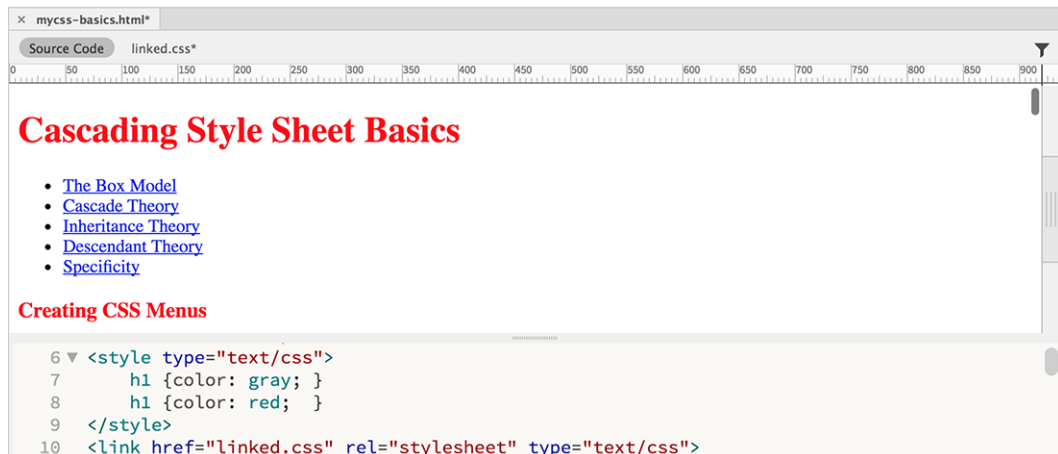 × mycss-basics.html*
Source Code linked.css*
0 50 100 150 200 250 300 350 400 450 500 550 600 650 700 750 800 850 900
Cascading Style Sheet Basics
• The Box Model
• Cascade Theory
• Inheritance Theory
• Descendant Theory
• Specificity
Creating CSS Menus
6 ▼ <style type="text/css">
7 h1 {color: gray; }
8 h1 {color: red;  }
9 </style>
10 <link href="linked.css" rel="stylesheet" type="text/css">